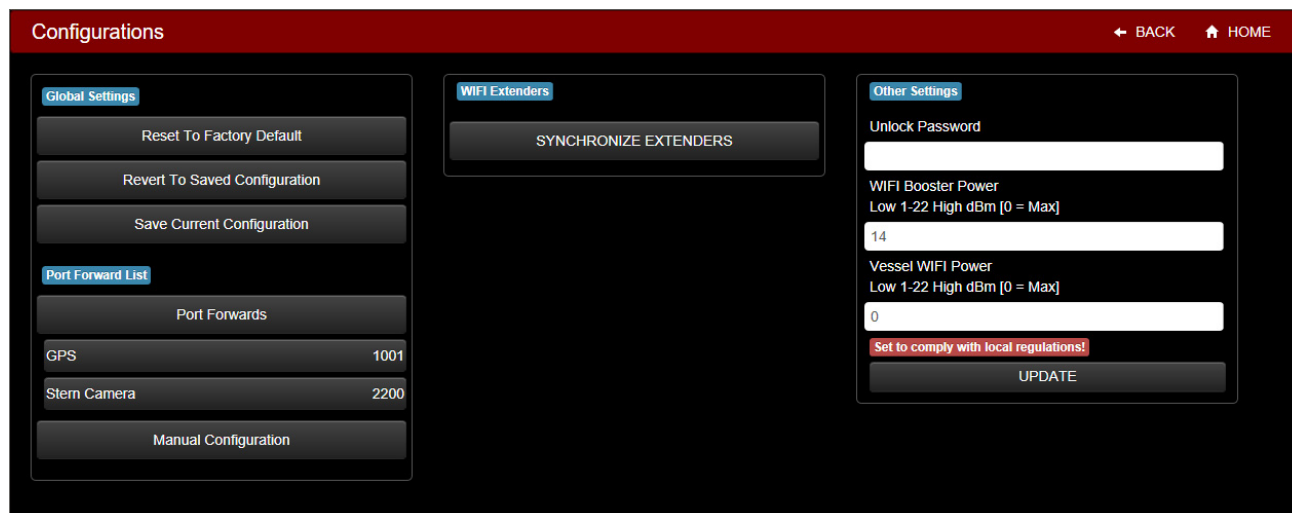 Configurations
BACK
HOME
Global Settings
Reset To Factory Default
Revert To Saved Configuration
Save Current Configuration
Port Forward List
Port Forwards
GPS 1001
Stern Camera 2200
Manual Configuration
WIFI Extenders
SYNCHRONIZE EXTENDERS
Other Settings
Unlock Password
WIFI Booster Power
Low 1-22 High dBm [0 = Max]
14
Vessel WIFI Power
Low 1-22 High dBm [0 = Max]
0
Set to comply with local regulations!
UPDATE